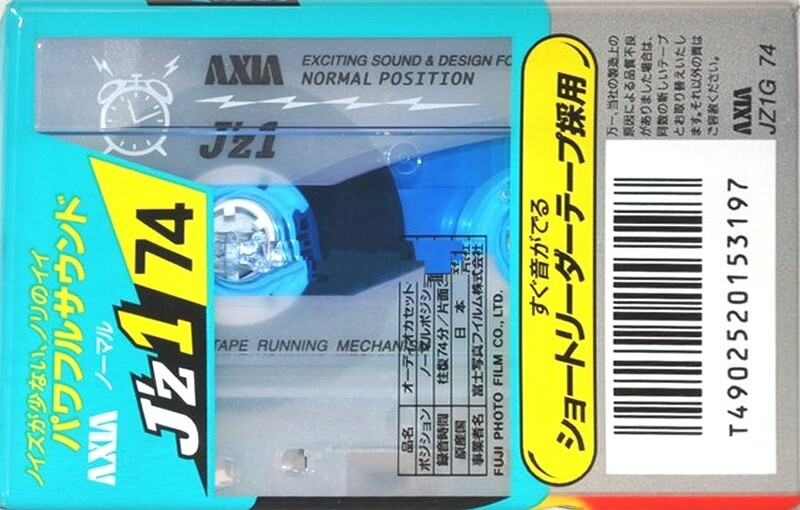 AXIA
EXCITING SOUND & DESIGN
NORMAL POSITION
J'z1
TAPE RUNNING
ノイズが少ない、ノリのイイ
パワフルサウンド
AXIA ノーマル
J'z1 74
品名 オーディオカセット
ポジション ノーマルポジシ
録音時間 往復74分 片面
原産国 日本
事業者名 富士写真フイルム株式会社
FUJI PHOTO FILM CO., LTD.
すぐ音がでる
ショートリーダーテープ採用
万一、当社の製造上の
原因による品質不良
がありました場合は、
同数の新しいテープ
とお取り替えいたし
ます。それ以外の責は
ご容赦ください。
AXIA
JZ1G 74
T4902520153197